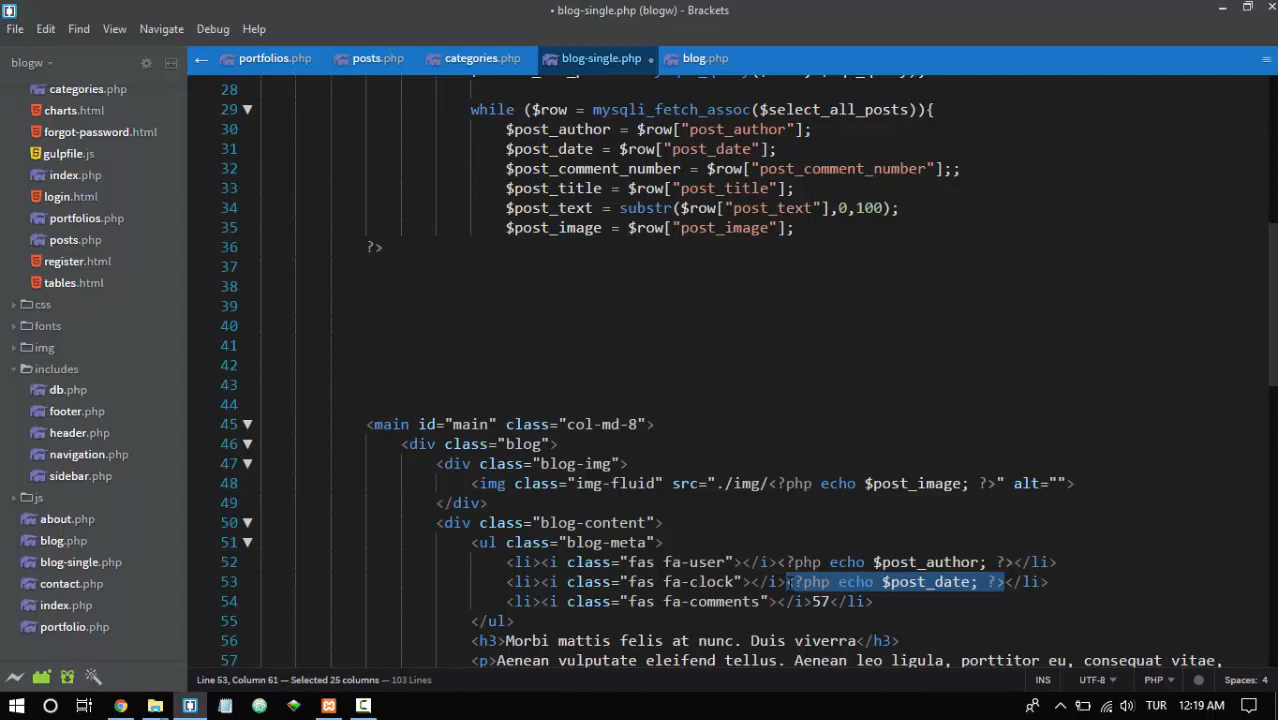 • blog-single.php (blogw) - Brackets
File Edit Find View Navigate Debug Help
blogw
portfolios.php posts.php categories.php blog-single.php blog.php
categories.php
charts.html
forgot-password.html
gulpfile.js
index.php
login.html
portfolios.php
posts.php
register.html
tables.html
css
fonts
img
includes
db.php
footer.php
header.php
navigation.php
sidebar.php
js
about.php
blog.php
blog-single.php
contact.php
index.php
portfolio.php
28
29 while ($row = mysqli_fetch_assoc($select_all_posts)){
30 $post_author = $row["post_author"];
31 $post_date = $row["post_date"];
32 $post_comment_number = $row["post_comment_number"];;
33 $post_title = $row["post_title"];
34 $post_text = substr($row["post_text"],0,100);
35 $post_image = $row["post_image"];
36 ?>
37
38
39
40
41
42
43
44
45 <main id="main" class="col-md-8">
46 <div class="blog">
47 <div class="blog-img">
48 <img class="img-fluid" src="./img/<?php echo $post_image; ?>" alt="">
49 </div>
50 <div class="blog-content">
51 <ul class="blog-meta">
52 <li><i class="fas fa-user"></i><?php echo $post_author; ?></li>
53 <li><i class="fas fa-clock"></i><?php echo $post_date; ?></li>
54 <li><i class="fas fa-comments"></i>57</li>
55 </ul>
56 <h3>Morbi mattis felis at nunc. Duis viverra</h3>
57 <p>Aenean vulputate eleifend tellus. Aenean leo ligula, porttitor eu, consequat vitae,
Line 53, Column 61 — Selected 25 columns — 103 Lines
INS UTF-8 PHP Spaces: 4
TUR 12:19 AM